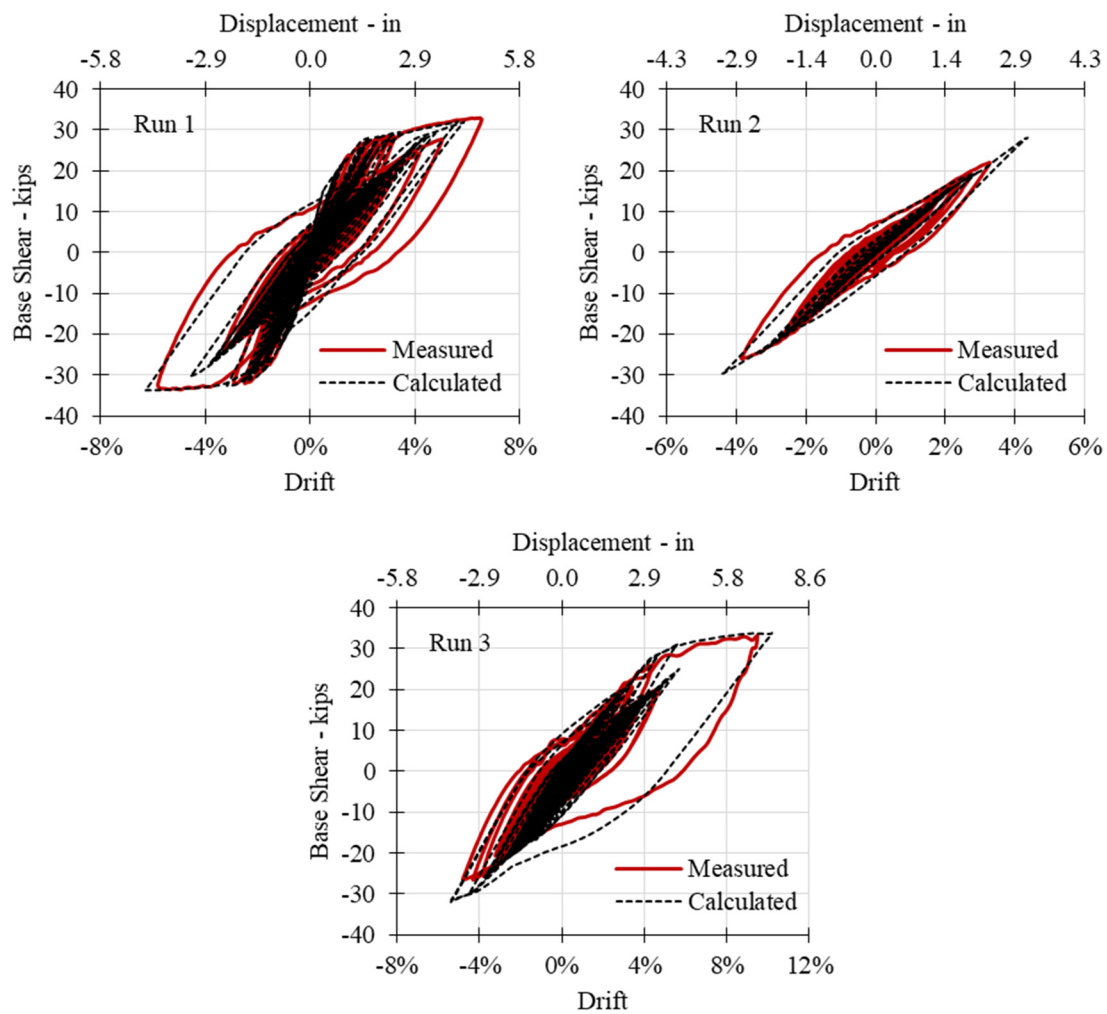 Displacement - in
-5.8 -2.9 0.0 2.9 5.8
40
30
20
10
0
-10
-20
-30
-40
Base Shear - kips
Run 1
Measured
Calculated
-8% -4% 0% 4% 8%
Drift
Displacement - in
-4.3 -2.9 -1.4 0.0 1.4 2.9 4.3
40
30
20
10
0
-10
-20
-30
-40
Base Shear - kips
Run 2
Measured
Calculated
-6% -4% -2% 0% 2% 4% 6%
Drift
Displacement - in
-5.8 -2.9 0.0 2.9 5.8 8.6
40
30
20
10
0
-10
-20
-30
-40
Base Shear - kips
Run 3
Measured
Calculated
-8% -4% 0% 4% 8% 12%
Drift